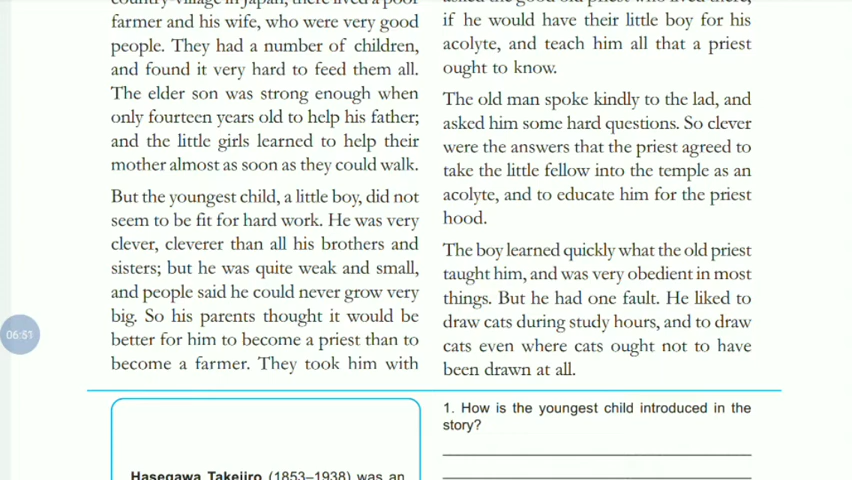 country-village in Japan, there lived a poor
farmer and his wife, who were very good
people. They had a number of children,
and found it very hard to feed them all.
The elder son was strong enough when
only fourteen years old to help his father;
and the little girls learned to help their
mother almost as soon as they could walk.
But the youngest child, a little boy, did not
seem to be fit for hard work. He was very
clever, cleverer than all his brothers and
sisters; but he was quite weak and small,
and people said he could never grow very
big. So his parents thought it would be
better for him to become a priest than to
become a farmer. They took him with
asked the good old priest who lived there,
if he would have their little boy for his
acolyte, and teach him all that a priest
ought to know.
The old man spoke kindly to the lad, and
asked him some hard questions. So clever
were the answers that the priest agreed to
take the little fellow into the temple as an
acolyte, and to educate him for the priest
hood.
The boy learned quickly what the old priest
taught him, and was very obedient in most
things. But he had one fault. He liked to
draw cats during study hours, and to draw
cats even where cats ought not to have
been drawn at all.
06:51
Hasegawa Takejiro (1853–1938) was an
1. How is the youngest child introduced in the
story?